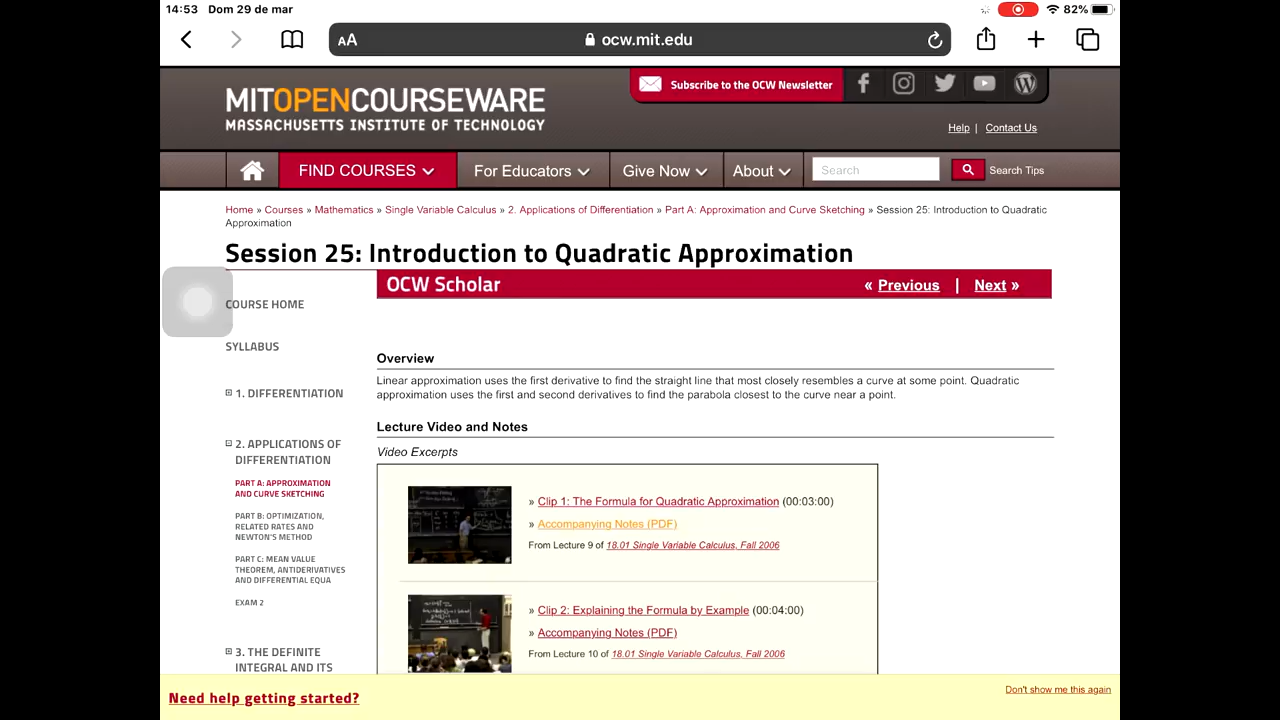 14:53 Dom 29 de mar
82%
AA ocw.mit.edu
MITOPENCOURSEWARE
MASSACHUSETTS INSTITUTE OF TECHNOLOGY
Subscribe to the OCW Newsletter
Help | Contact Us
FIND COURSES For Educators Give Now About Search Search Tips
Home » Courses » Mathematics » Single Variable Calculus » 2. Applications of Differentiation » Part A: Approximation and Curve Sketching » Session 25: Introduction to Quadratic
Approximation
Session 25: Introduction to Quadratic Approximation
OCW Scholar
« Previous | Next »
COURSE HOME
SYLLABUS
1. DIFFERENTIATION
2. APPLICATIONS OF
DIFFERENTIATION
PART A: APPROXIMATION
AND CURVE SKETCHING
PART B: OPTIMIZATION,
RELATED RATES AND
NEWTON'S METHOD
PART C: MEAN VALUE
THEOREM, ANTIDERIVATIVES
AND DIFFERENTIAL EQUA
EXAM 2
3. THE DEFINITE
INTEGRAL AND ITS
Overview
Linear approximation uses the first derivative to find the straight line that most closely resembles a curve at some point. Quadratic
approximation uses the first and second derivatives to find the parabola closest to the curve near a point.
Lecture Video and Notes
Video Excerpts
» Clip 1: The Formula for Quadratic Approximation (00:03:00)
» Accompanying Notes (PDF)
From Lecture 9 of 18.01 Single Variable Calculus, Fall 2006
» Clip 2: Explaining the Formula by Example (00:04:00)
» Accompanying Notes (PDF)
From Lecture 10 of 18.01 Single Variable Calculus, Fall 2006
Need help getting started?
Don't show me this again